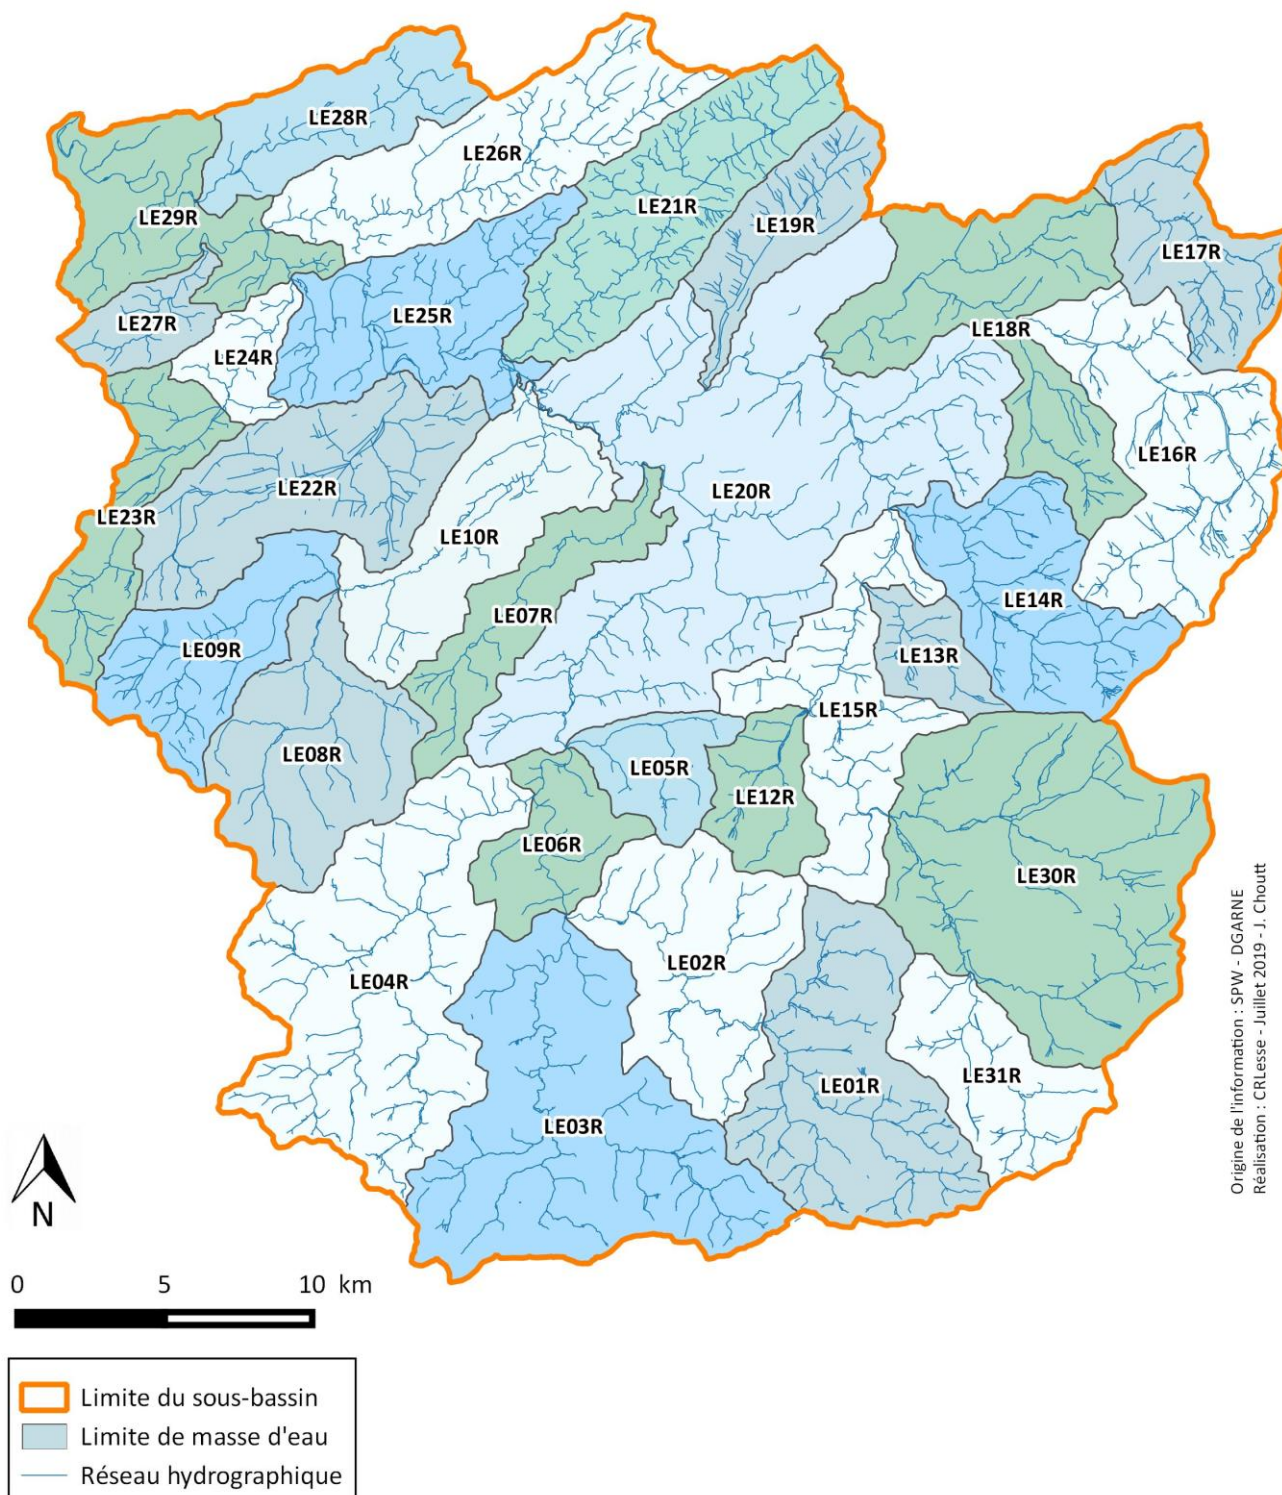 LE28R
LE26R
LE21R
LE29R
LE19R
LE17R
LE27R
LE25R
LE18R
LE24R
LE16R
LE22R
LE20R
LE23R
LE10R
LE14R
LE07R
LE09R
LE13R
LE15R
LE08R
LE05R
LE12R
LE06R
LE30R
LE02R
LE04R
LE31R
LE01R
LE03R
Origine de l'information : SPW - DGARNE
Réalisation : CRLesse - Juillet 2019 - J. Choutt
N
0 5 10 km
Limite du sous-bassin
Limite de masse d'eau
Réseau hydrographique